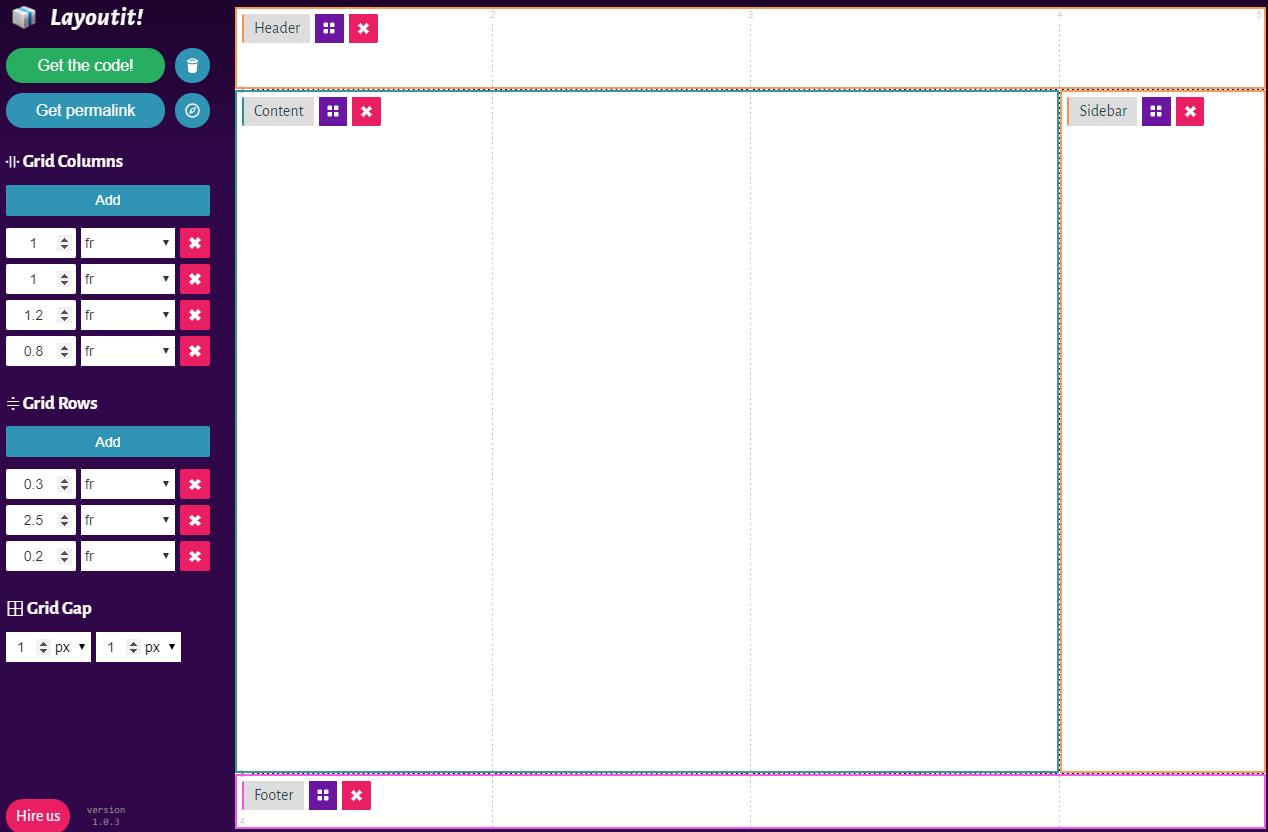 Layoutit!
Get the code!
Get permalink
Grid Columns
Add
1 fr
1 fr
1.2 fr
0.8 fr
Grid Rows
Add
0.3 fr
2.5 fr
0.2 fr
Grid Gap
1 px 1 px
Hire us
version
1.0.3
2 3 4 5
Header
Content
Sidebar
Footer
4